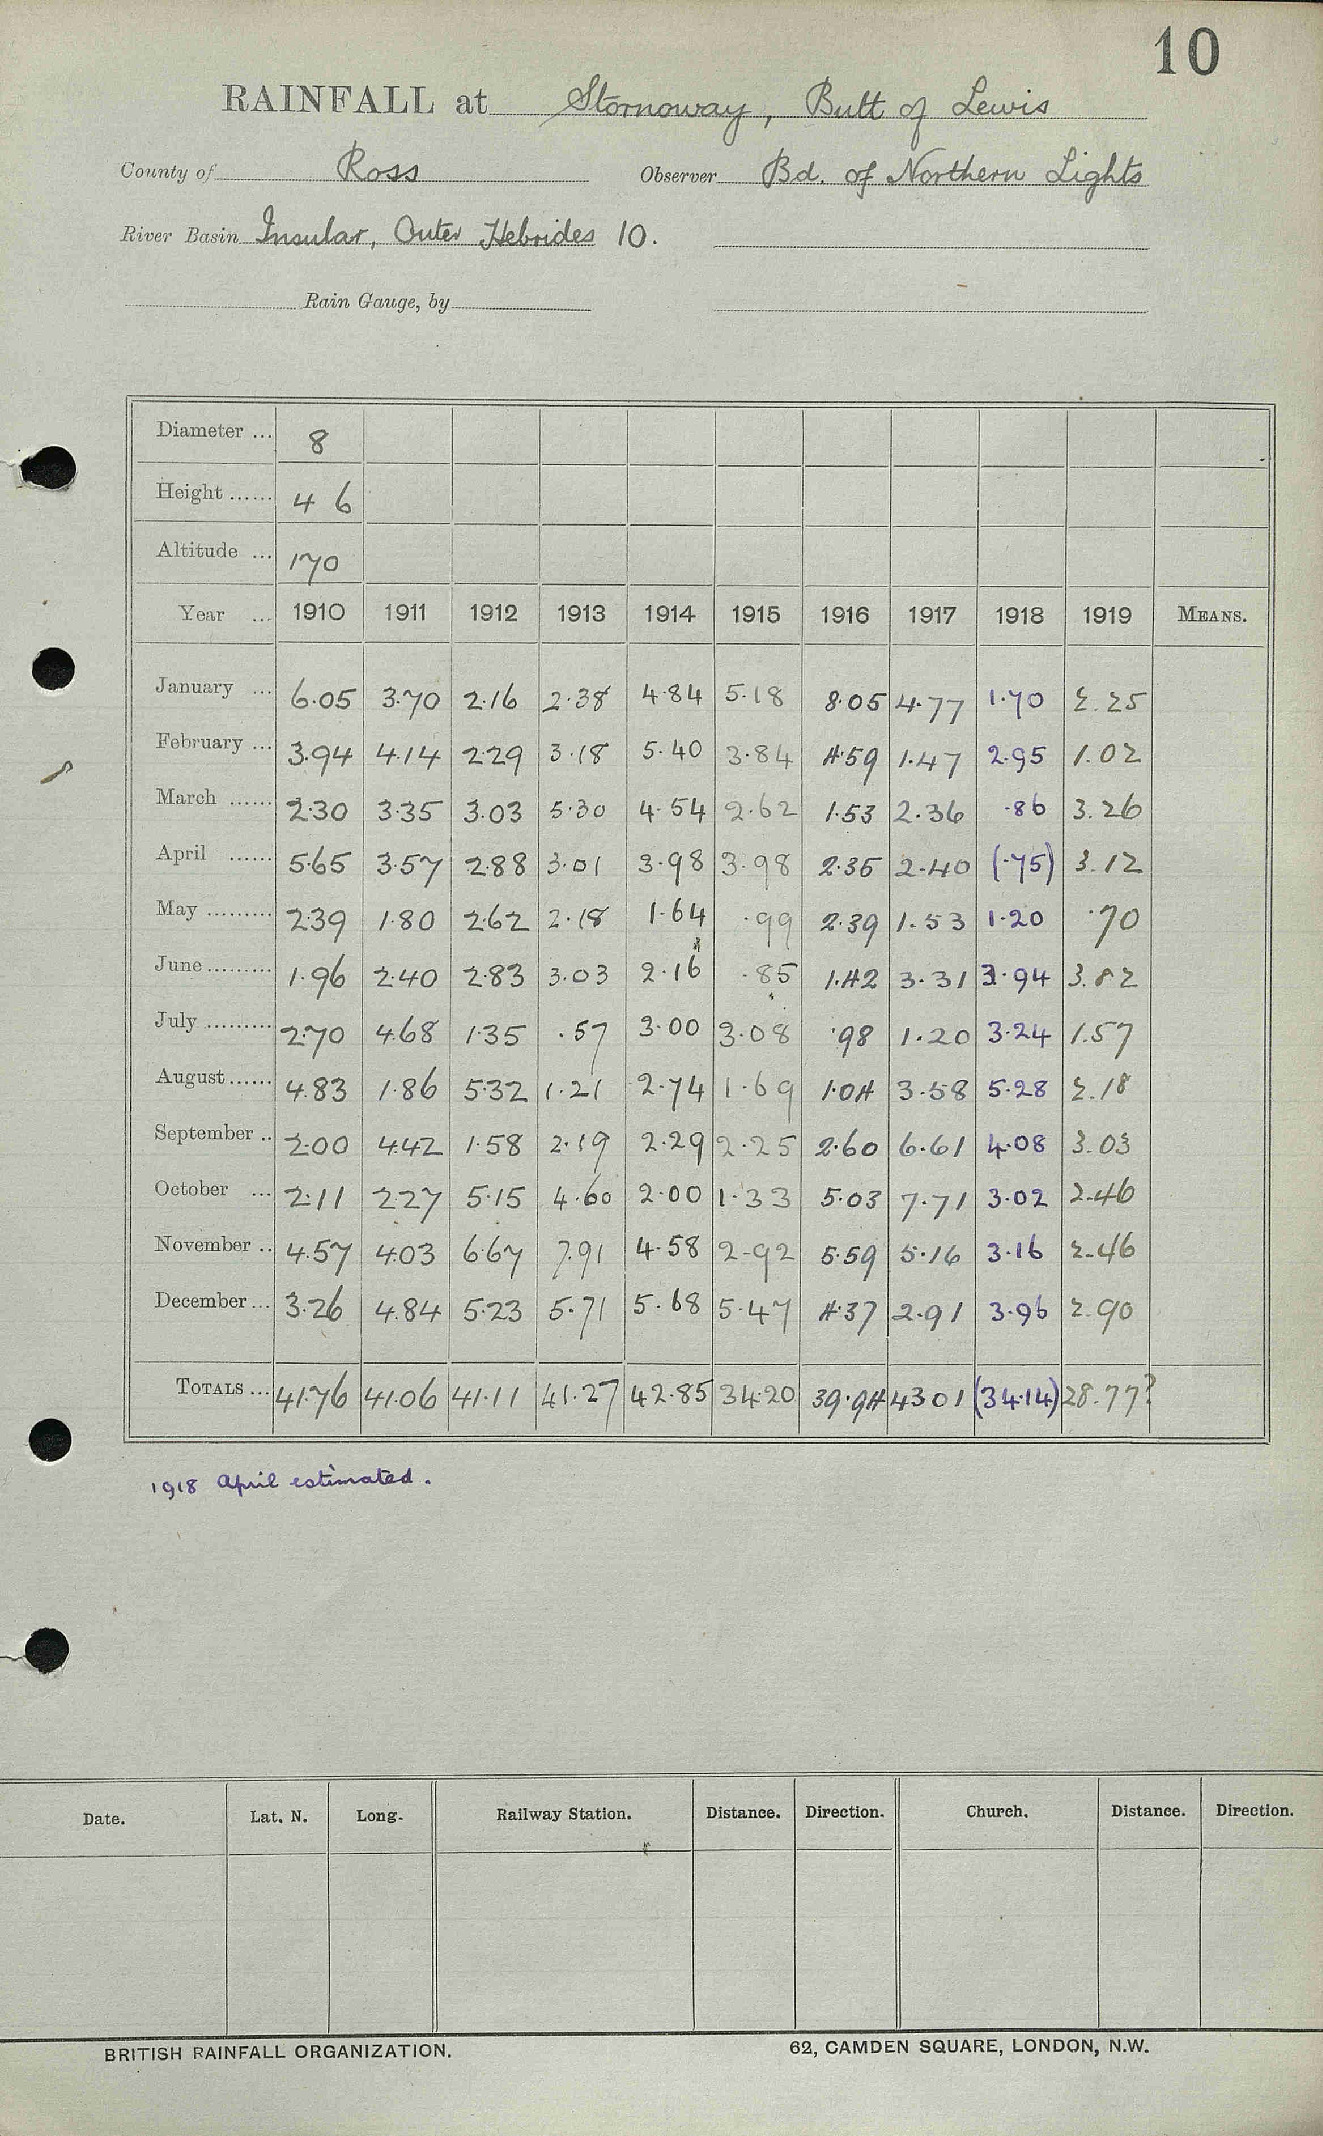 10
RAINFALL at Stornoway, Butt of Lewis
County of Ross Observer Bd. of Northern Lights
River Basin Insular, Outer Hebrides 10.
Rain Gauge, by
Diameter ... 8
Height ...... 4 6
Altitude ... 170
Year ... 1910 1911 1912 1913 1914 1915 1916 1917 1918 1919 MEANS.
January ... 6.05 3.70 2.16 2.38 4.84 5.18 8.05 4.77 1.70 2.25
February ... 3.94 4.14 2.29 3.18 5.40 3.84 4.59 1.47 2.95 1.02
March ...... 2.30 3.35 3.03 5.30 4.54 2.62 1.53 2.36 .86 3.26
April ...... 5.65 3.57 2.88 3.01 3.98 3.98 2.35 2.40 (.75) 3.12
May ......... 2.39 1.80 2.62 2.18 1.64 .99 2.39 1.53 1.20 .70
June ......... 1.96 2.40 2.83 3.03 2.16 .85 1.42 3.31 3.94 3.82
July ......... 2.70 4.68 1.35 .57 3.00 3.08 .98 1.20 3.24 1.57
August ...... 4.83 1.86 5.32 1.21 2.74 1.69 1.04 3.58 5.28 2.18
September .. 2.00 4.42 1.58 2.19 2.29 2.25 2.60 6.61 4.08 3.03
October ... 2.11 2.27 5.15 4.60 2.00 1.33 5.03 7.71 3.02 2.46
November .. 4.57 4.03 6.67 7.91 4.58 2.92 5.59 5.16 3.16 2.46
December ... 3.26 4.84 5.23 5.71 5.68 5.47 4.37 2.91 3.96 2.90
TOTALS ... 41.76 41.06 41.11 41.27 42.85 34.20 39.94 43.01 (34.14) 28.77?
1918 April estimated.
Date. Lat. N. Long. Railway Station. Distance. Direction. Church. Distance. Direction.
BRITISH RAINFALL ORGANIZATION. 62, CAMDEN SQUARE, LONDON, N.W.